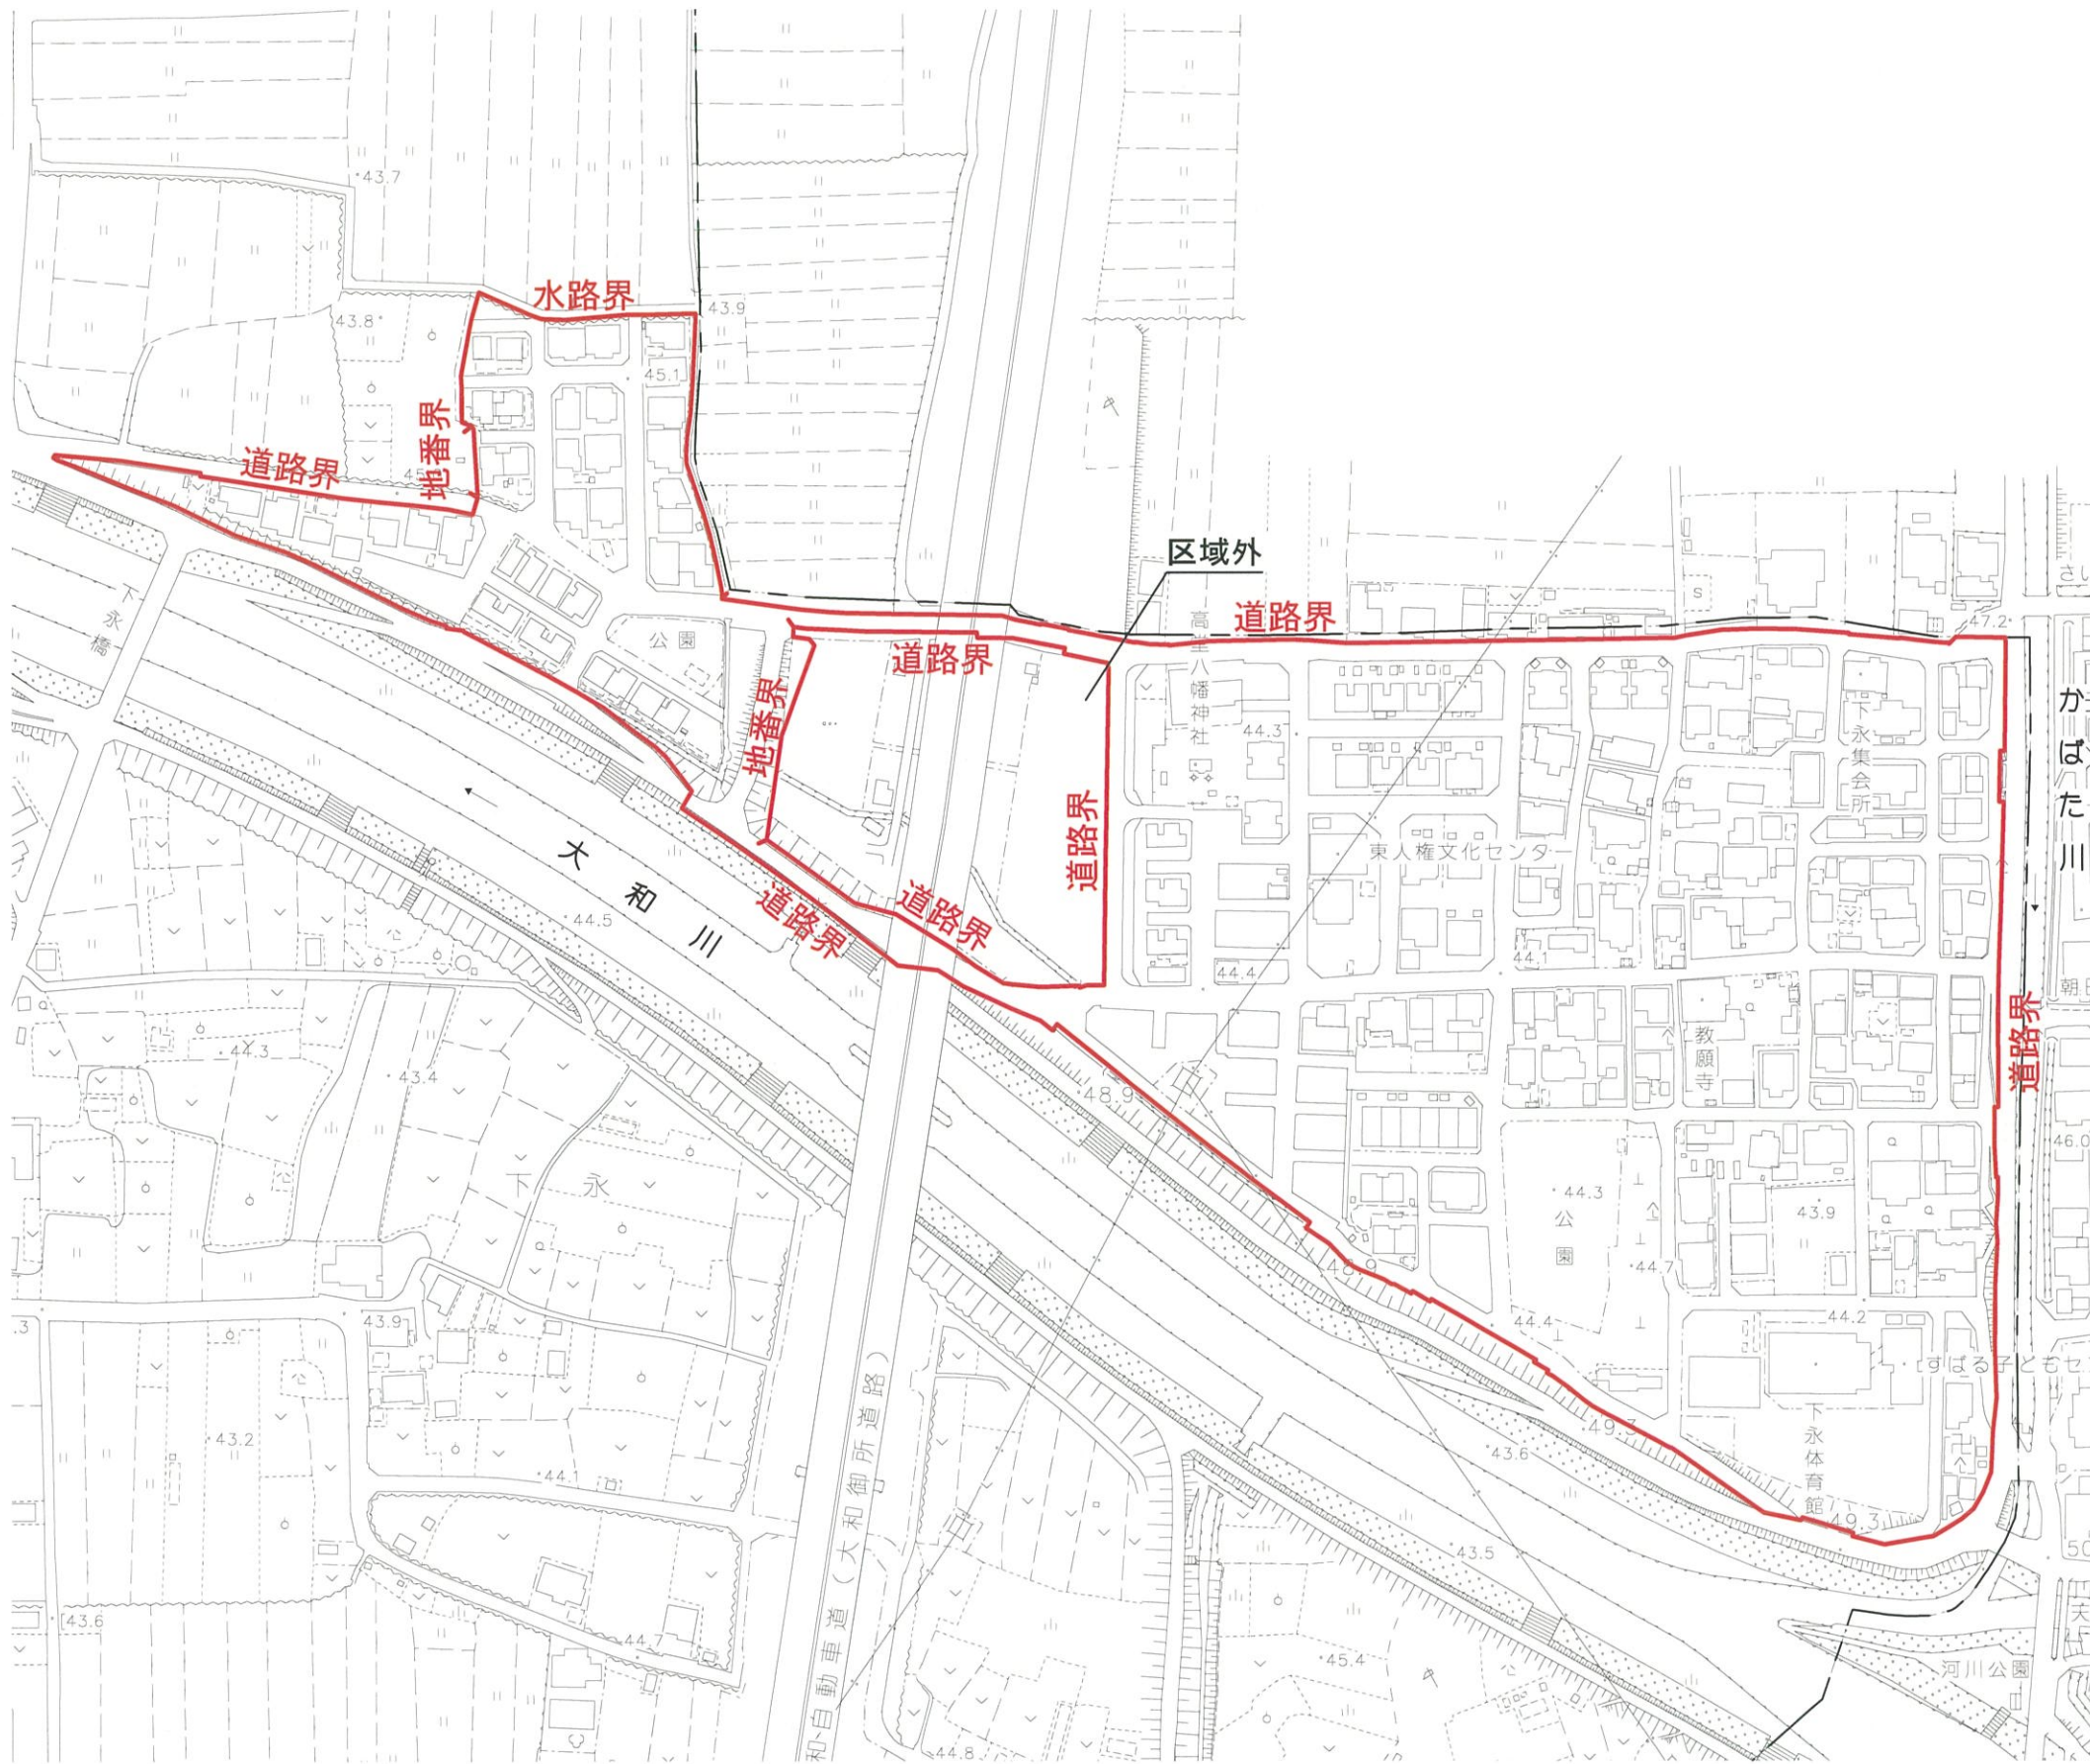 43.7
水路界
43.9
43.8
45.1
地番界
道路界
区域外
さい
下永橋
S
47.2
公園
道路界
道路界
高堂八幡神社
地番界
44.3
下永集会所
かばた川
道路界
東人権文化センター
大和川
44.5
道路界
道路界
44.1
44.4
朝日
道路界
教願寺
44.3
43.4
48.9
46.0
下永
44.3
公園
43.9
44.7
48.9
.3
43.9
44.4
44.2
すばる子どもセ
43.2
44.1
49.3
43.6
下永体育館
49.3
43.5
50
和自動車道(大和御所道路)
43.6
44.7
45.4
河川公園
天
44.8